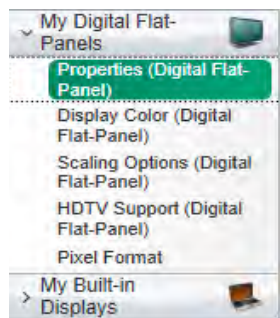 My Digital Flat-
Panels
Properties (Digital Flat-
Panel)
Display Color (Digital
Flat-Panel)
Scaling Options (Digital
Flat-Panel)
HDTV Support (Digital
Flat-Panel)
Pixel Format
My Built-in
Displays